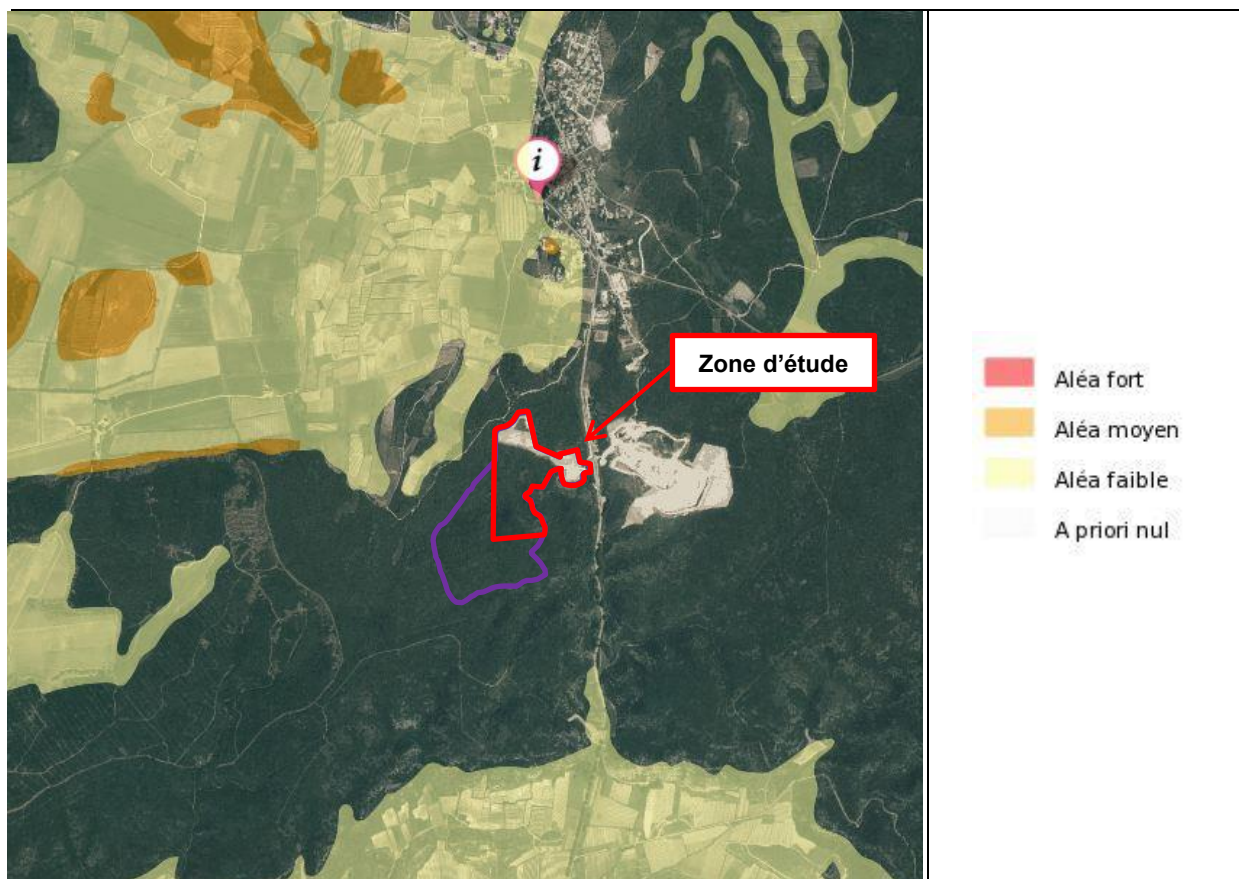 i
Zone d'étude
Aléa fort
Aléa moyen
Aléa faible
A priori nul